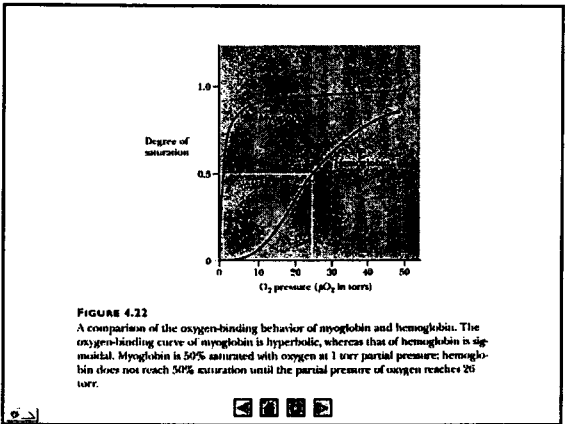 1.0
Degree of
saturation
0.5
0
0 10 20 30 40 50
O₂ pressure (pO₂ in torrs)
FIGURE 4.22
A comparison of the oxygen-binding behavior of myoglobin and hemoglobin. The
oxygen-binding curve of myoglobin is hyperbolic, whereas that of hemoglobin is sig-
moidal. Myoglobin is 50% saturated with oxygen at 1 torr partial pressure; hemoglo-
bin does not reach 50% saturation until the partial pressure of oxygen reaches 26
torr.